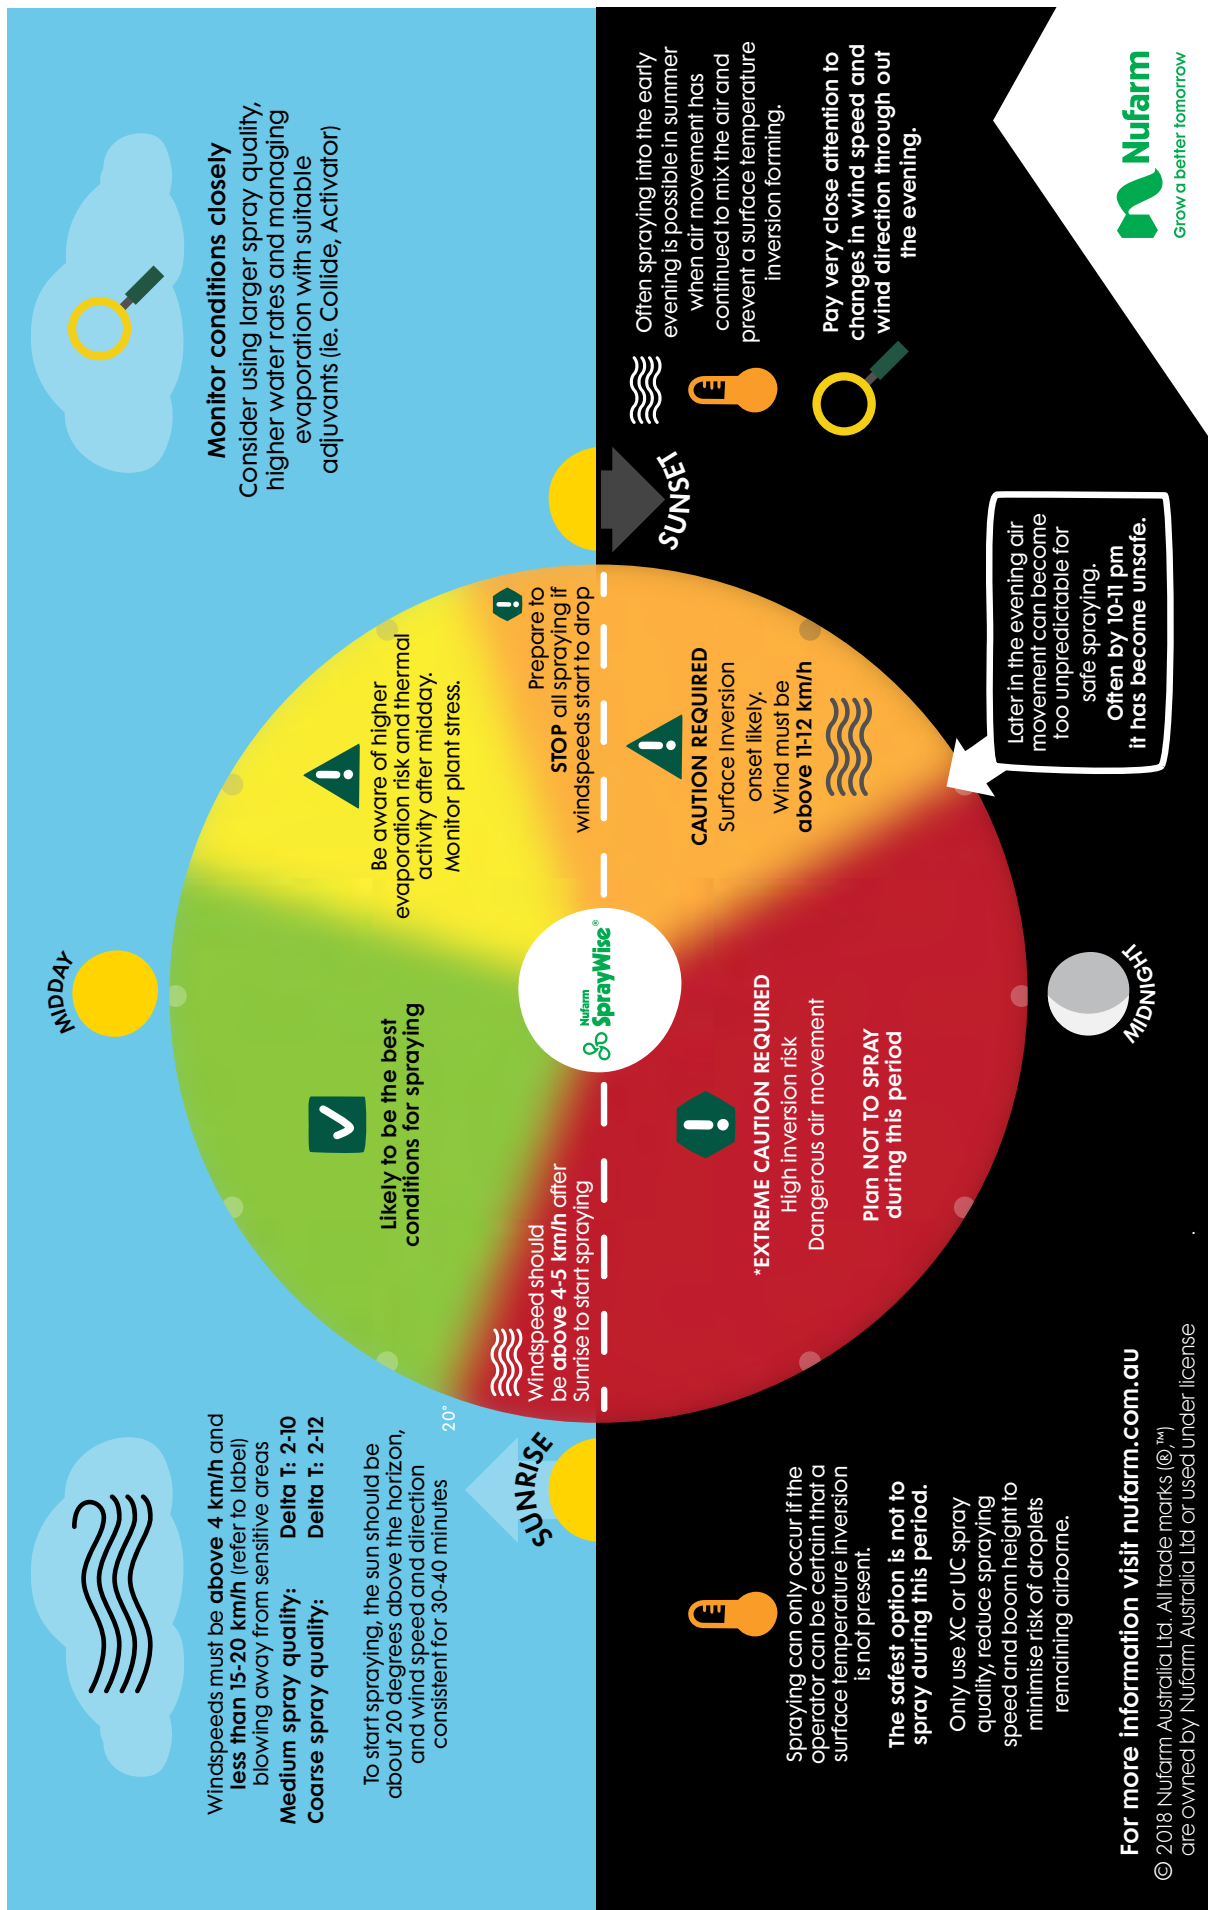 Windspeeds must be above 4 km/h and
less than 15-20 km/h (refer to label)
blowing away from sensitive areas
Medium spray quality: Delta T: 2-10
Coarse spray quality: Delta T: 2-12
To start spraying, the sun should be
about 20 degrees above the horizon,
and wind speed and direction
consistent for 30-40 minutes
20°
SUNRISE
MIDDAY
Monitor conditions closely
Consider using larger spray quality,
higher water rates and managing
evaporation with suitable
adjuvants (ie. Collide, Activator)
Likely to be the best
conditions for spraying
Be aware of higher
evaporation risk and thermal
activity after midday.
Monitor plant stress.
Windspeed should
be above 4-5 km/h after
Sunrise to start spraying
Prepare to
STOP all spraying if
windspeeds start to drop
Nufarm
SprayWise®
SUNSET
CAUTION REQUIRED
Surface Inversion
onset likely.
Wind must be
above 11-12 km/h
*EXTREME CAUTION REQUIRED
High inversion risk
Dangerous air movement
Plan NOT TO SPRAY
during this period
MIDNIGHT
Often spraying into the early
evening is possible in summer
when air movement has
continued to mix the air and
prevent a surface temperature
inversion forming.
Pay very close attention to
changes in wind speed and
wind direction through out
the evening.
Later in the evening air
movement can become
too unpredictable for
safe spraying.
Often by 10-11 pm
it has become unsafe.
Spraying can only occur if the
operator can be certain that a
surface temperature inversion
is not present.
The safest option is not to
spray during this period.
Only use XC or UC spray
quality, reduce spraying
speed and boom height to
minimise risk of droplets
remaining airborne.
For more information visit nufarm.com.au
© 2018 Nufarm Australia Ltd. All trade marks (®,™)
are owned by Nufarm Australia Ltd or used under license
.
Nufarm
Grow a better tomorrow